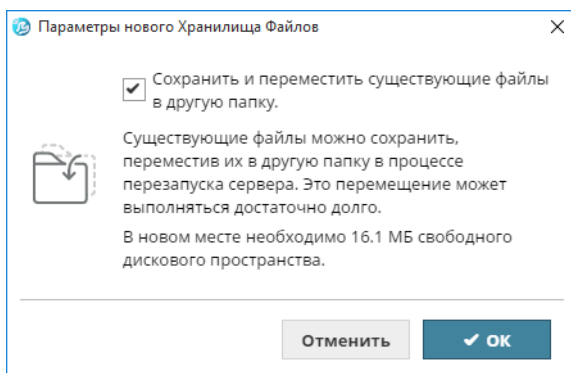 Параметры нового Хранилища Файлов
Сохранить и переместить существующие файлы
в другую папку.
Существующие файлы можно сохранить,
переместив их в другую папку в процессе
перезапуска сервера. Это перемещение может
выполняться достаточно долго.
В новом месте необходимо 16.1 МБ свободного
дискового пространства.
Отменить
ОК